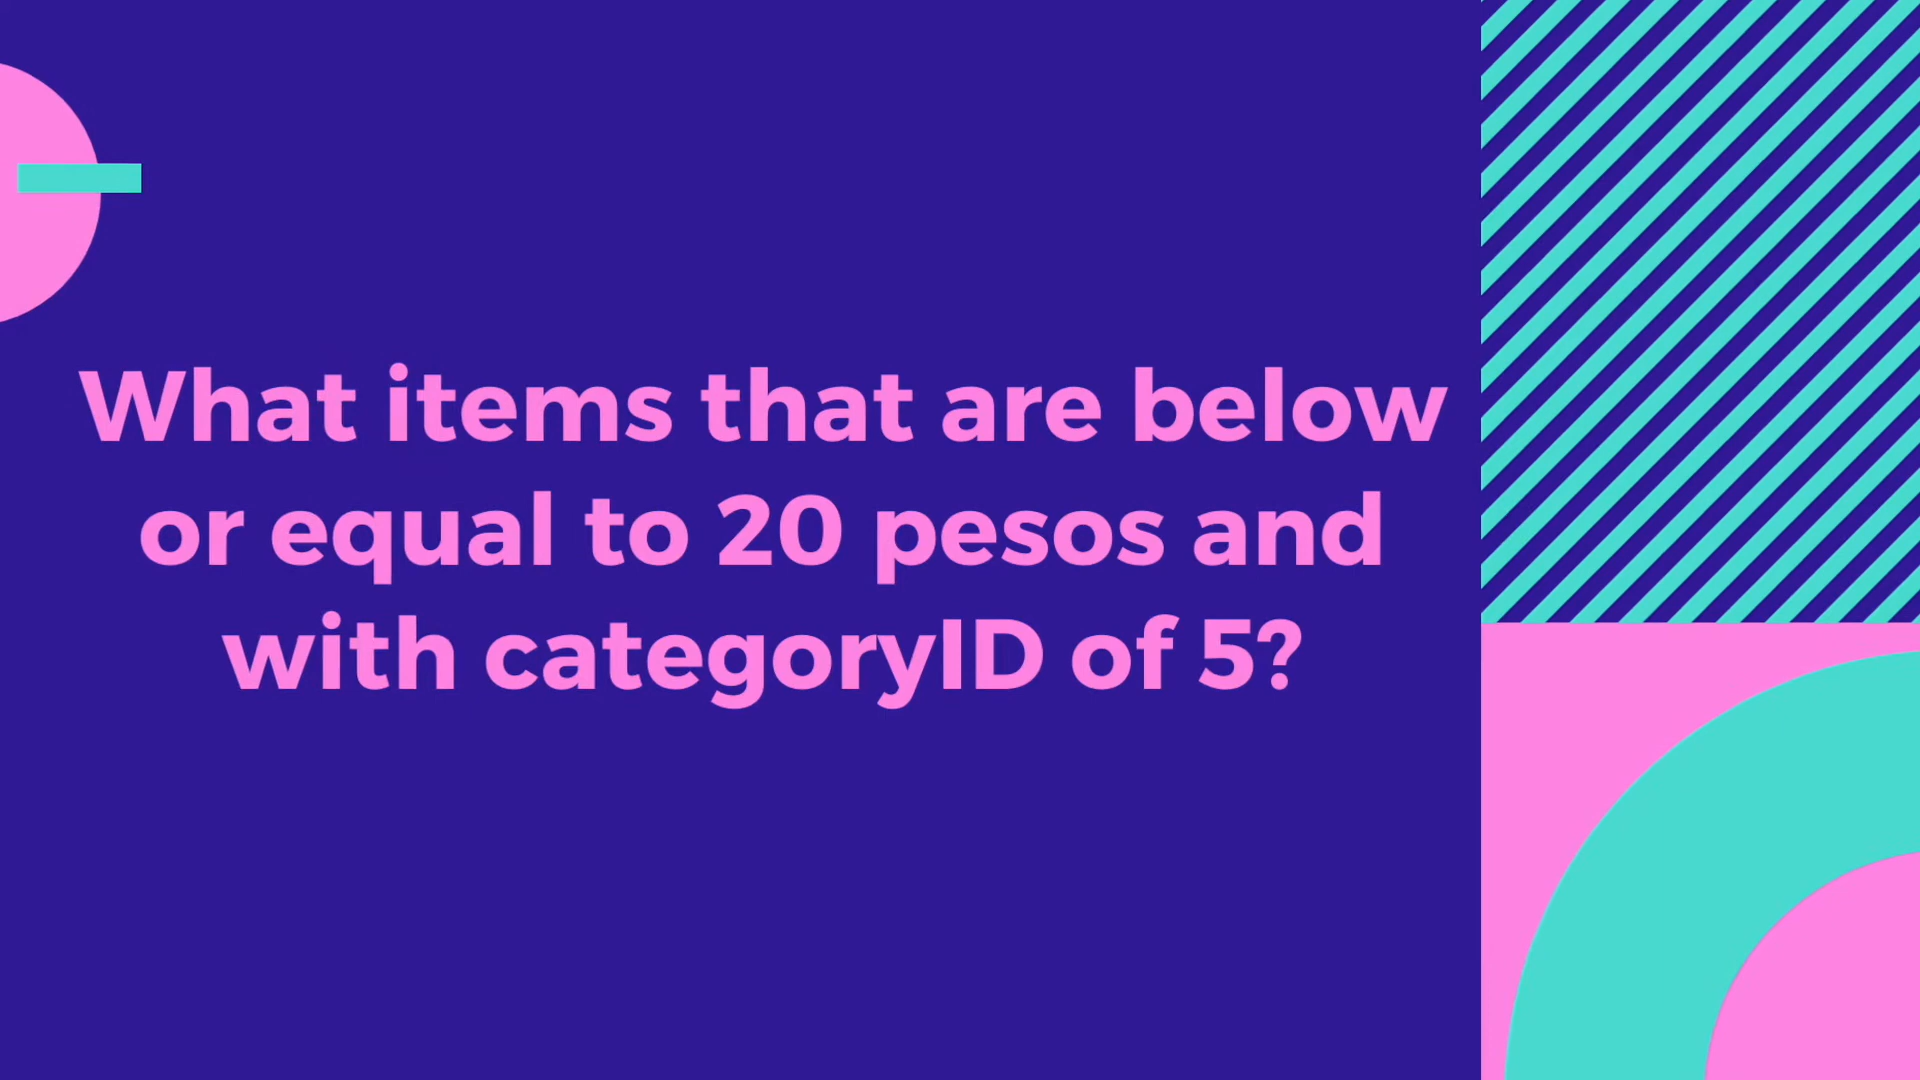 What items that are below
or equal to 20 pesos and
with categoryID of 5?